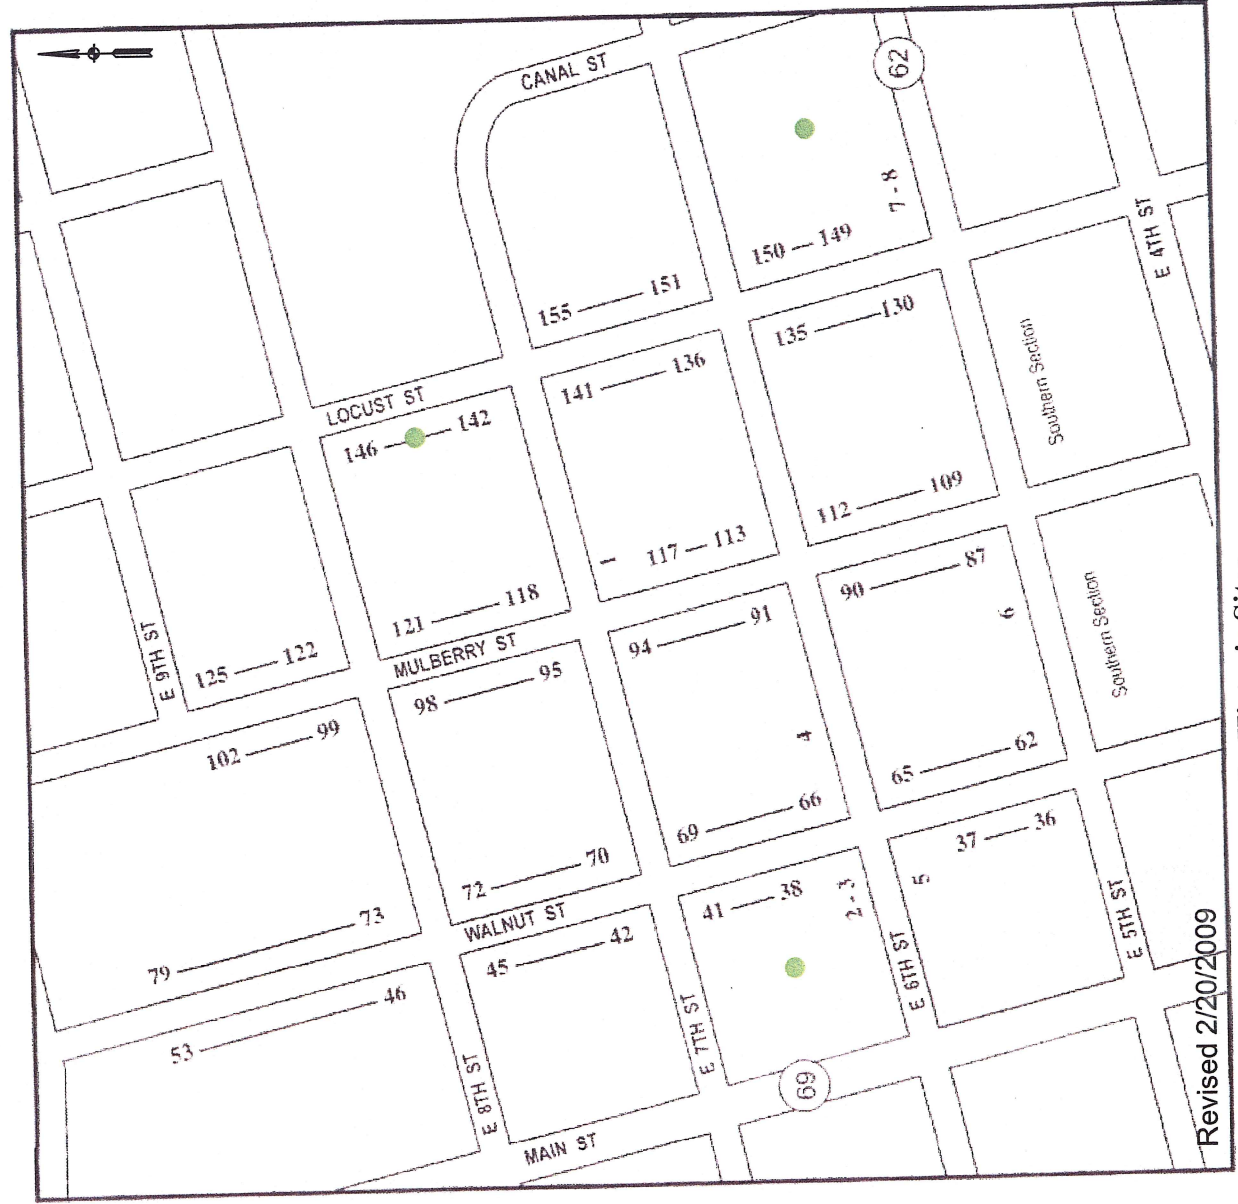 CANAL ST
62
7 - 8
150 — 149
E 4TH ST
155 — 151
135 — 130
Southern Section
141 — 136
LOCUST ST
146 — 142
112 — 109
1
117 — 113
121 — 118
90 — 87
6
94 — 91
MULBERRY ST
E 9TH ST
125 — 122
Southern Section
98 — 95
102 — 99
4
65 — 62
69 — 66
37 — 36
72 — 70
5
41 — 38
2 - 3
WALNUT ST
E 5TH ST
79 — 73
45 — 42
E 6TH ST
53 — 46
E 7TH ST
69
E 8TH ST
MAIN ST
Revised 2/20/2009